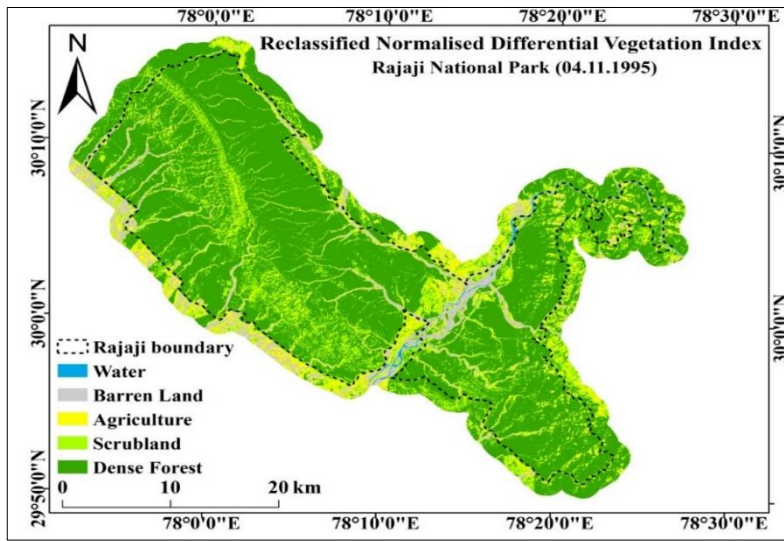 78°0'0"E 78°10'0"E 78°20'0"E 78°30'0"E
N
Reclassified Normalised Differential Vegetation Index
Rajaji National Park (04.11.1995)
30°10'0"N
30°10'0"N
30°0'0"N
30°0'0"N
29°50'0"N
Rajaji boundary
Water
Barren Land
Agriculture
Scrubland
Dense Forest
0 10 20 km
78°0'0"E 78°10'0"E 78°20'0"E 78°30'0"E